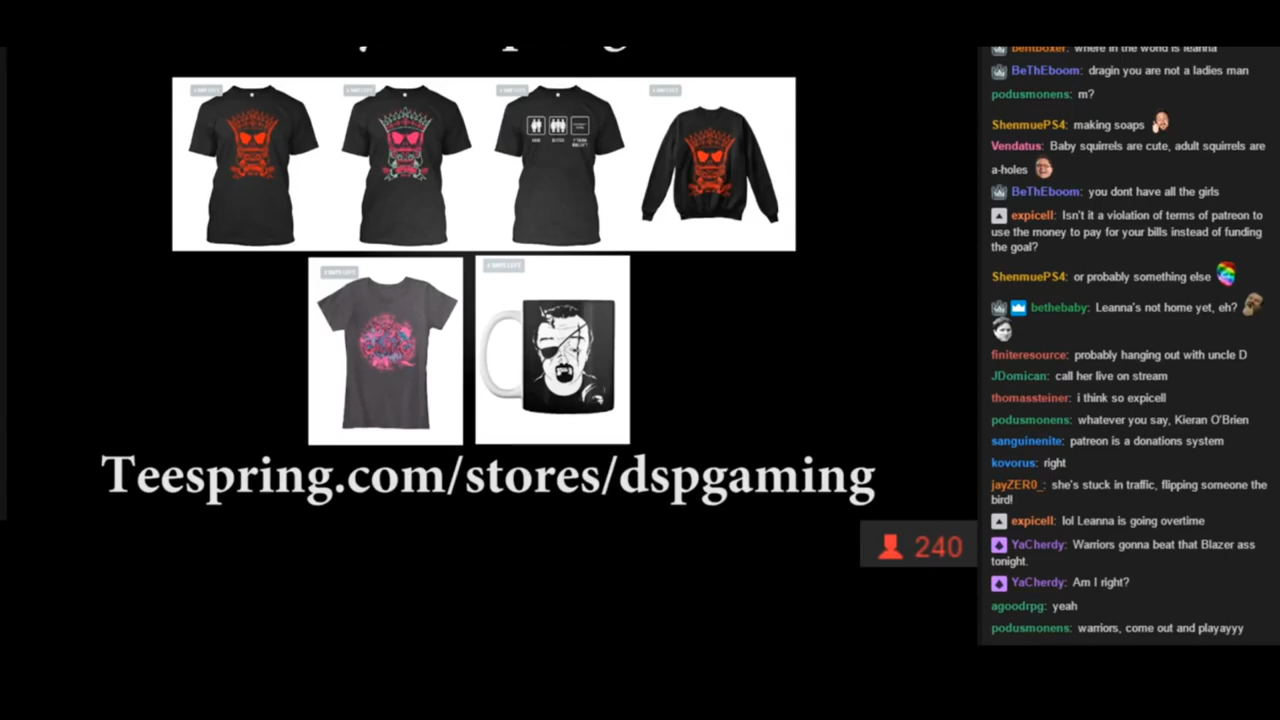 Teespring.com/stores/dspgaming
240
bentboxer: where in the world is leanna
BeThEboom: dragin you are not a ladies man
podusmonens: m?
ShenmuePS4: making soaps
Vendatus: Baby squirrels are cute, adult squirrels are
a-holes
BeThEboom: you dont have all the girls
expicell: Isn't it a violation of terms of patreon to
use the money to pay for your bills instead of funding
the goal?
ShenmuePS4: or probably something else
bethebaby: Leanna's not home yet, eh?
finiteresource: probably hanging out with uncle D
JDomican: call her live on stream
thomassteiner: i think so expicell
podusmonens: whatever you say, Kieran O'Brien
sanguinenite: patreon is a donations system
kovorus: right
jayZER0_: she's stuck in traffic, flipping someone the
bird!
expicell: lol Leanna is going overtime
YaCherdy: Warriors gonna beat that Blazer ass
tonight.
YaCherdy: Am I right?
agoodrpg: yeah
podusmonens: warriors, come out and playayyy